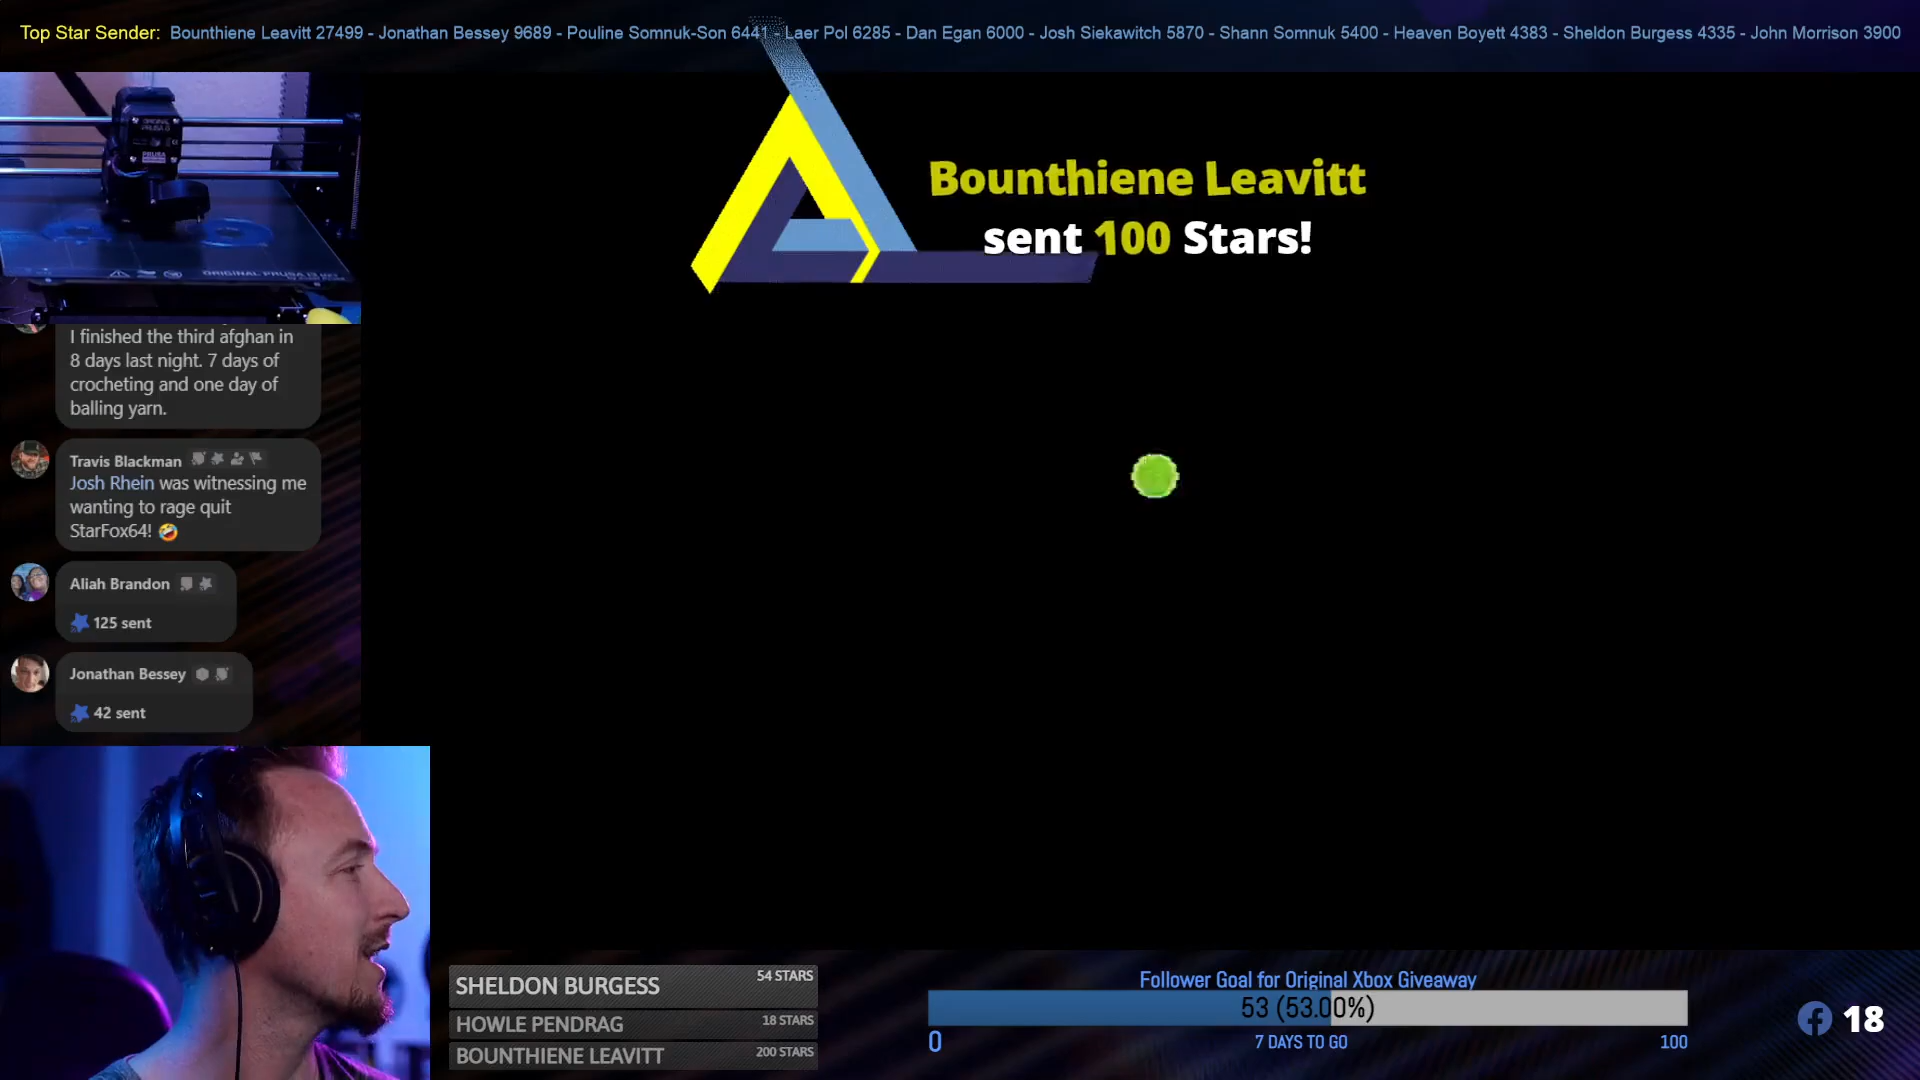 Top Star Sender: Bounthiene Leavitt 27499 - Jonathan Bessey 9689 - Pouline Somnuk-Son 6441 - Laer Pol 6285 - Dan Egan 6000 - Josh Siekawitch 5870 - Shann Somnuk 5400 - Heaven Boyett 4383 - Sheldon Burgess 4335 - John Morrison 3900
Bounthiene Leavitt
sent 100 Stars!
ORIGINAL PRUSA
I finished the third afghan in
8 days last night. 7 days of
crocheting and one day of
balling yarn.
Travis Blackman
Josh Rhein was witnessing me
wanting to rage quit
StarFox64! 🤣
Aliah Brandon
125 sent
Jonathan Bessey
42 sent
SHELDON BURGESS 54 STARS
HOWLE PENDRAG 18 STARS
BOUNTHIENE LEAVITT 200 STARS
Follower Goal for Original Xbox Giveaway
53 (53.00%)
0 7 DAYS TO GO 100
18